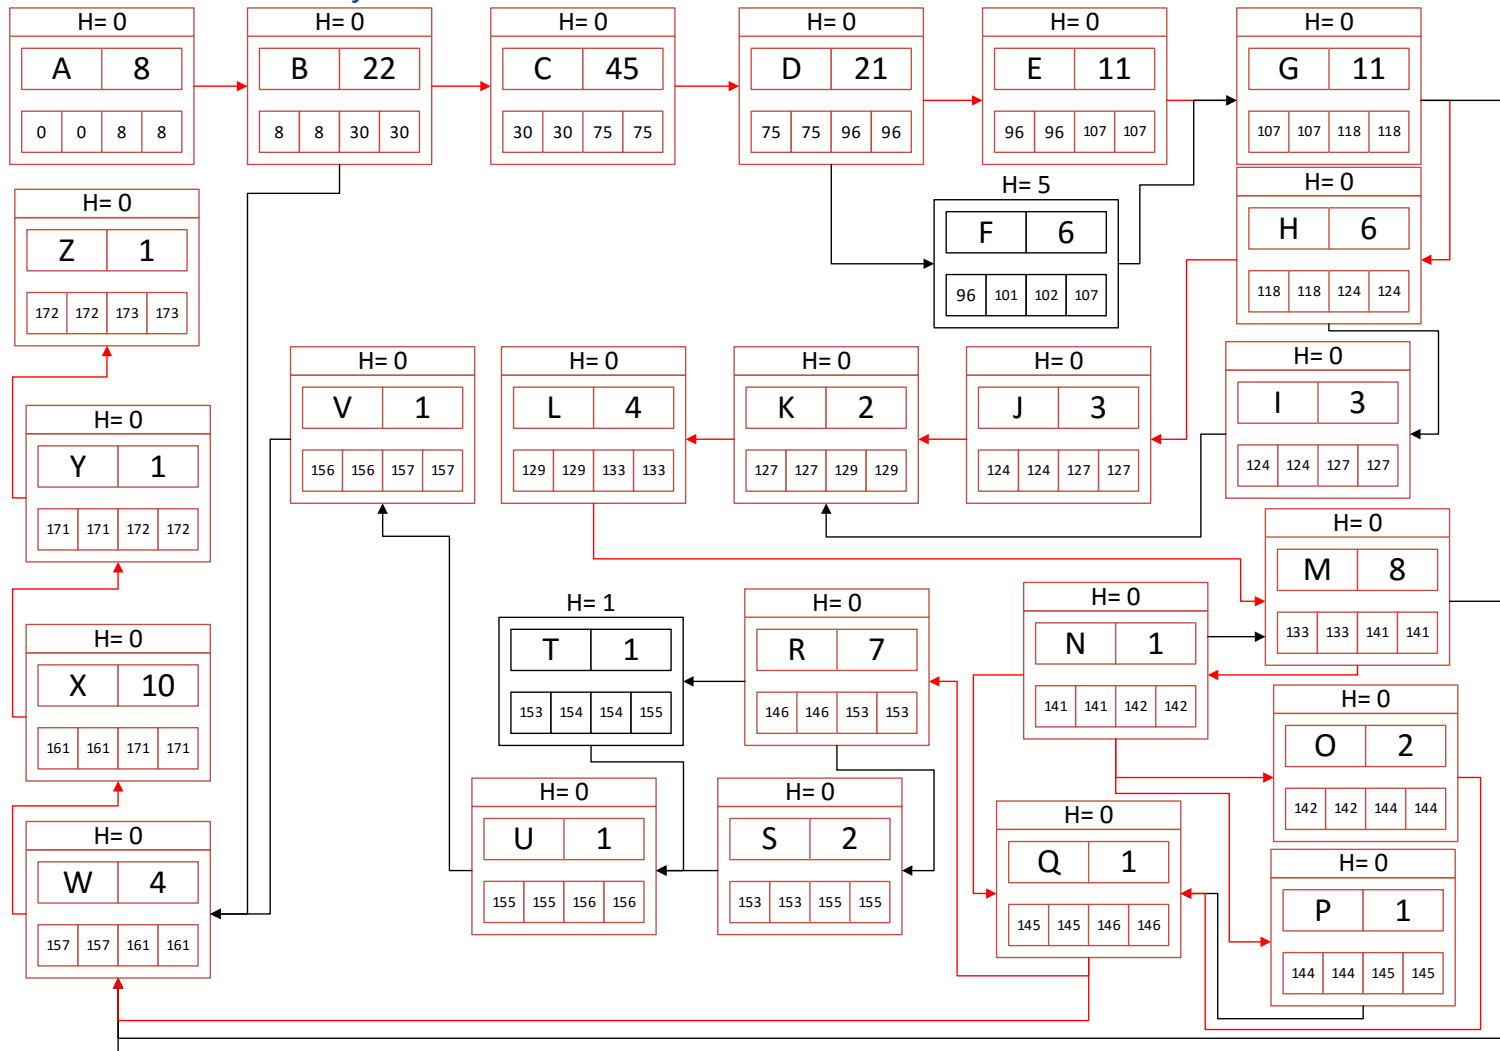 H= 0
A 8
0 0 8 8
H= 0
B 22
8 8 30 30
H= 0
C 45
30 30 75 75
H= 0
D 21
75 75 96 96
H= 0
E 11
96 96 107 107
H= 0
G 11
107 107 118 118
H= 0
Z 1
172 172 173 173
H= 5
F 6
96 101 102 107
H= 0
H 6
118 118 124 124
H= 0
Y 1
171 171 172 172
H= 0
V 1
156 156 157 157
H= 0
L 4
129 129 133 133
H= 0
K 2
127 127 129 129
H= 0
J 3
124 124 127 127
H= 0
I 3
124 124 127 127
H= 0
M 8
133 133 141 141
H= 0
X 10
161 161 171 171
H= 1
T 1
153 154 154 155
H= 0
R 7
146 146 153 153
H= 0
N 1
141 141 142 142
H= 0
O 2
142 142 144 144
H= 0
W 4
157 157 161 161
H= 0
U 1
155 155 156 156
H= 0
S 2
153 153 155 155
H= 0
Q 1
145 145 146 146
H= 0
P 1
144 144 145 145